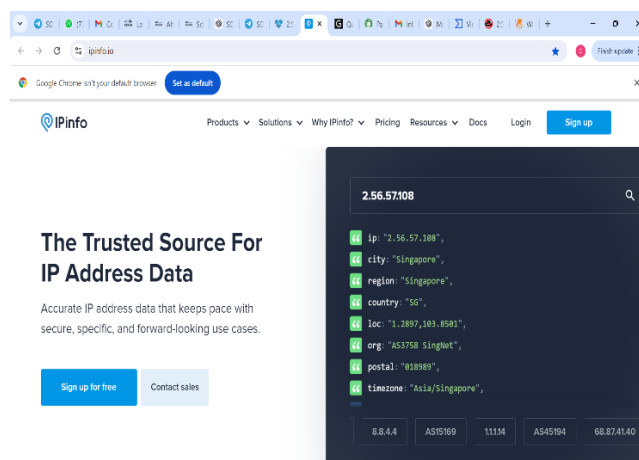 ipinfo.io
Finish update
Google Chrome isn't your default browser
Set as default
IPinfo
Products
Solutions
Why IPinfo?
Pricing
Resources
Docs
Login
Sign up
2.56.57.108
The Trusted Source For
IP Address Data
Accurate IP address data that keeps pace with
secure, specific, and forward-looking use cases.
Sign up for free
Contact sales
ip: "2.56.57.108",
city: "Singapore",
region: "Singapore",
country: "SG",
loc: "1.2897,103.8501",
org: "AS3758 SingNet",
postal: "018989",
timezone: "Asia/Singapore",
8.8.4.4
AS15169
1.1.1.14
AS45194
68.87.41.40